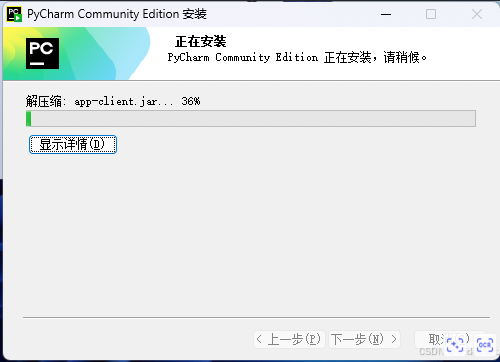 PyCharm Community Edition 安装
PC
正在安装
PyCharm Community Edition 正在安装，请稍候。
解压缩: app-client.jar... 36%
显示详情(D)
< 上一步(P) 下一步(N) >
CSDN
OCR